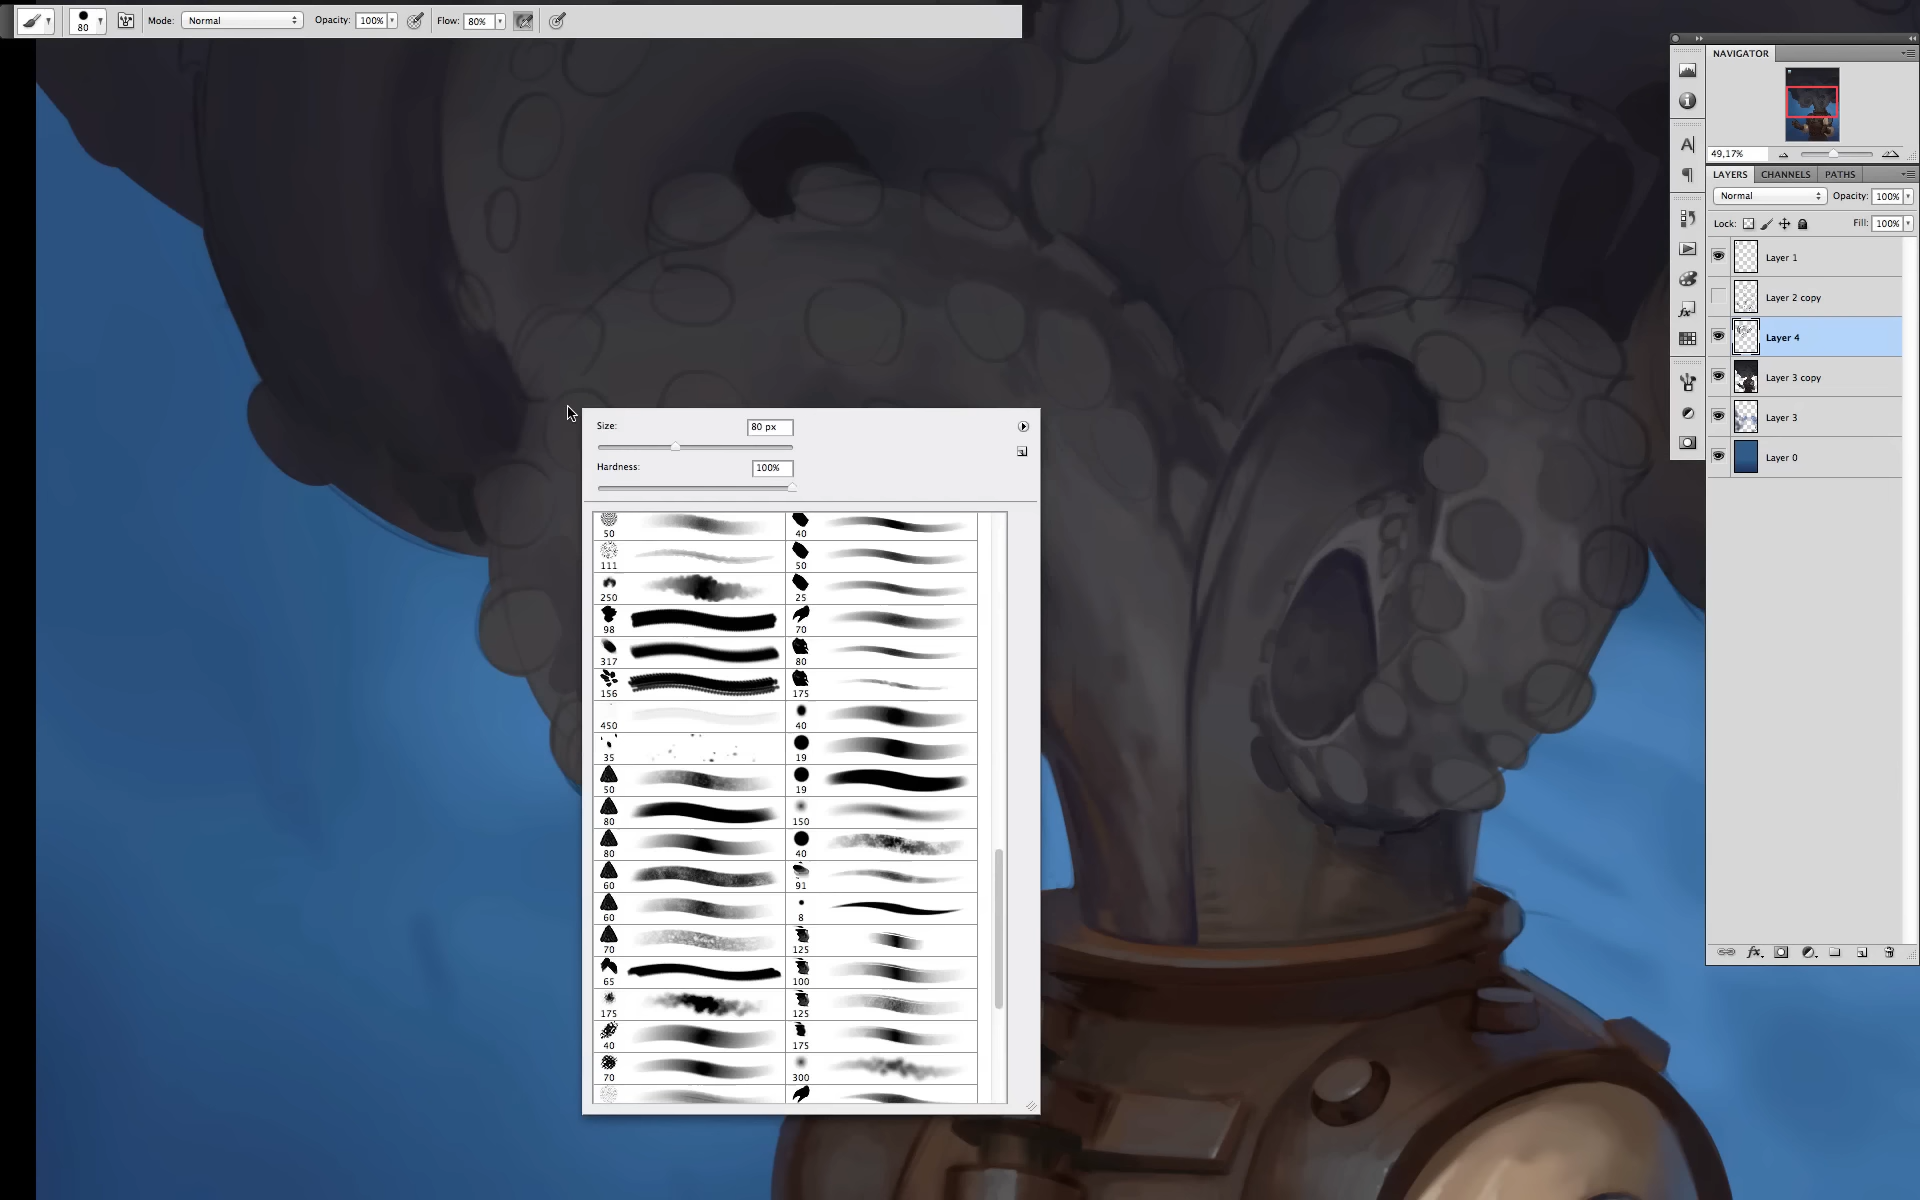 80 Mode: Normal Opacity: 100% Flow: 80%
NAVIGATOR
49,17%
LAYERS CHANNELS PATHS
Normal Opacity: 100%
Lock: Fill: 100%
Layer 1
Layer 2 copy
Layer 4
Layer 3 copy
Layer 3
Layer 0
fx
A
fx
Size: 80 px
Hardness: 100%
50 40
111 50
250 25
98 70
317 80
156 175
450 40
35 19
50 19
80 150
80 40
60 91
60 8
70 125
65 100
175 125
40 175
70 300